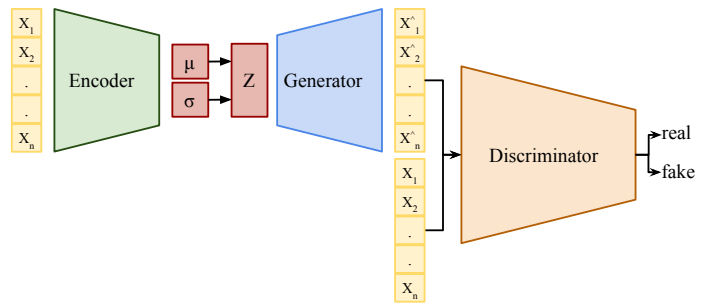 X1
X2
.
.
Xn
Encoder
μ
σ
Z
Generator
X^1
X^2
.
.
X^n
X1
X2
.
.
Xn
Discriminator
real
fake